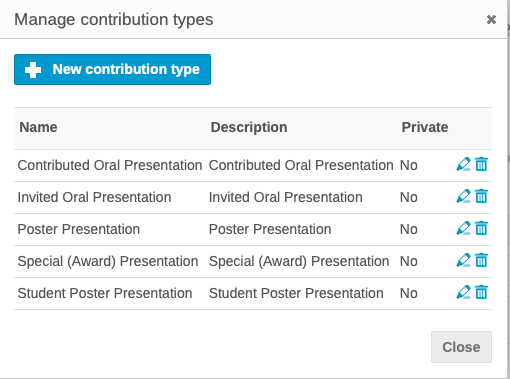 Manage contribution types
New contribution type
Name Description Private
Contributed Oral Presentation Contributed Oral Presentation No
Invited Oral Presentation Invited Oral Presentation No
Poster Presentation Poster Presentation No
Special (Award) Presentation Special (Award) Presentation No
Student Poster Presentation Student Poster Presentation No
Close